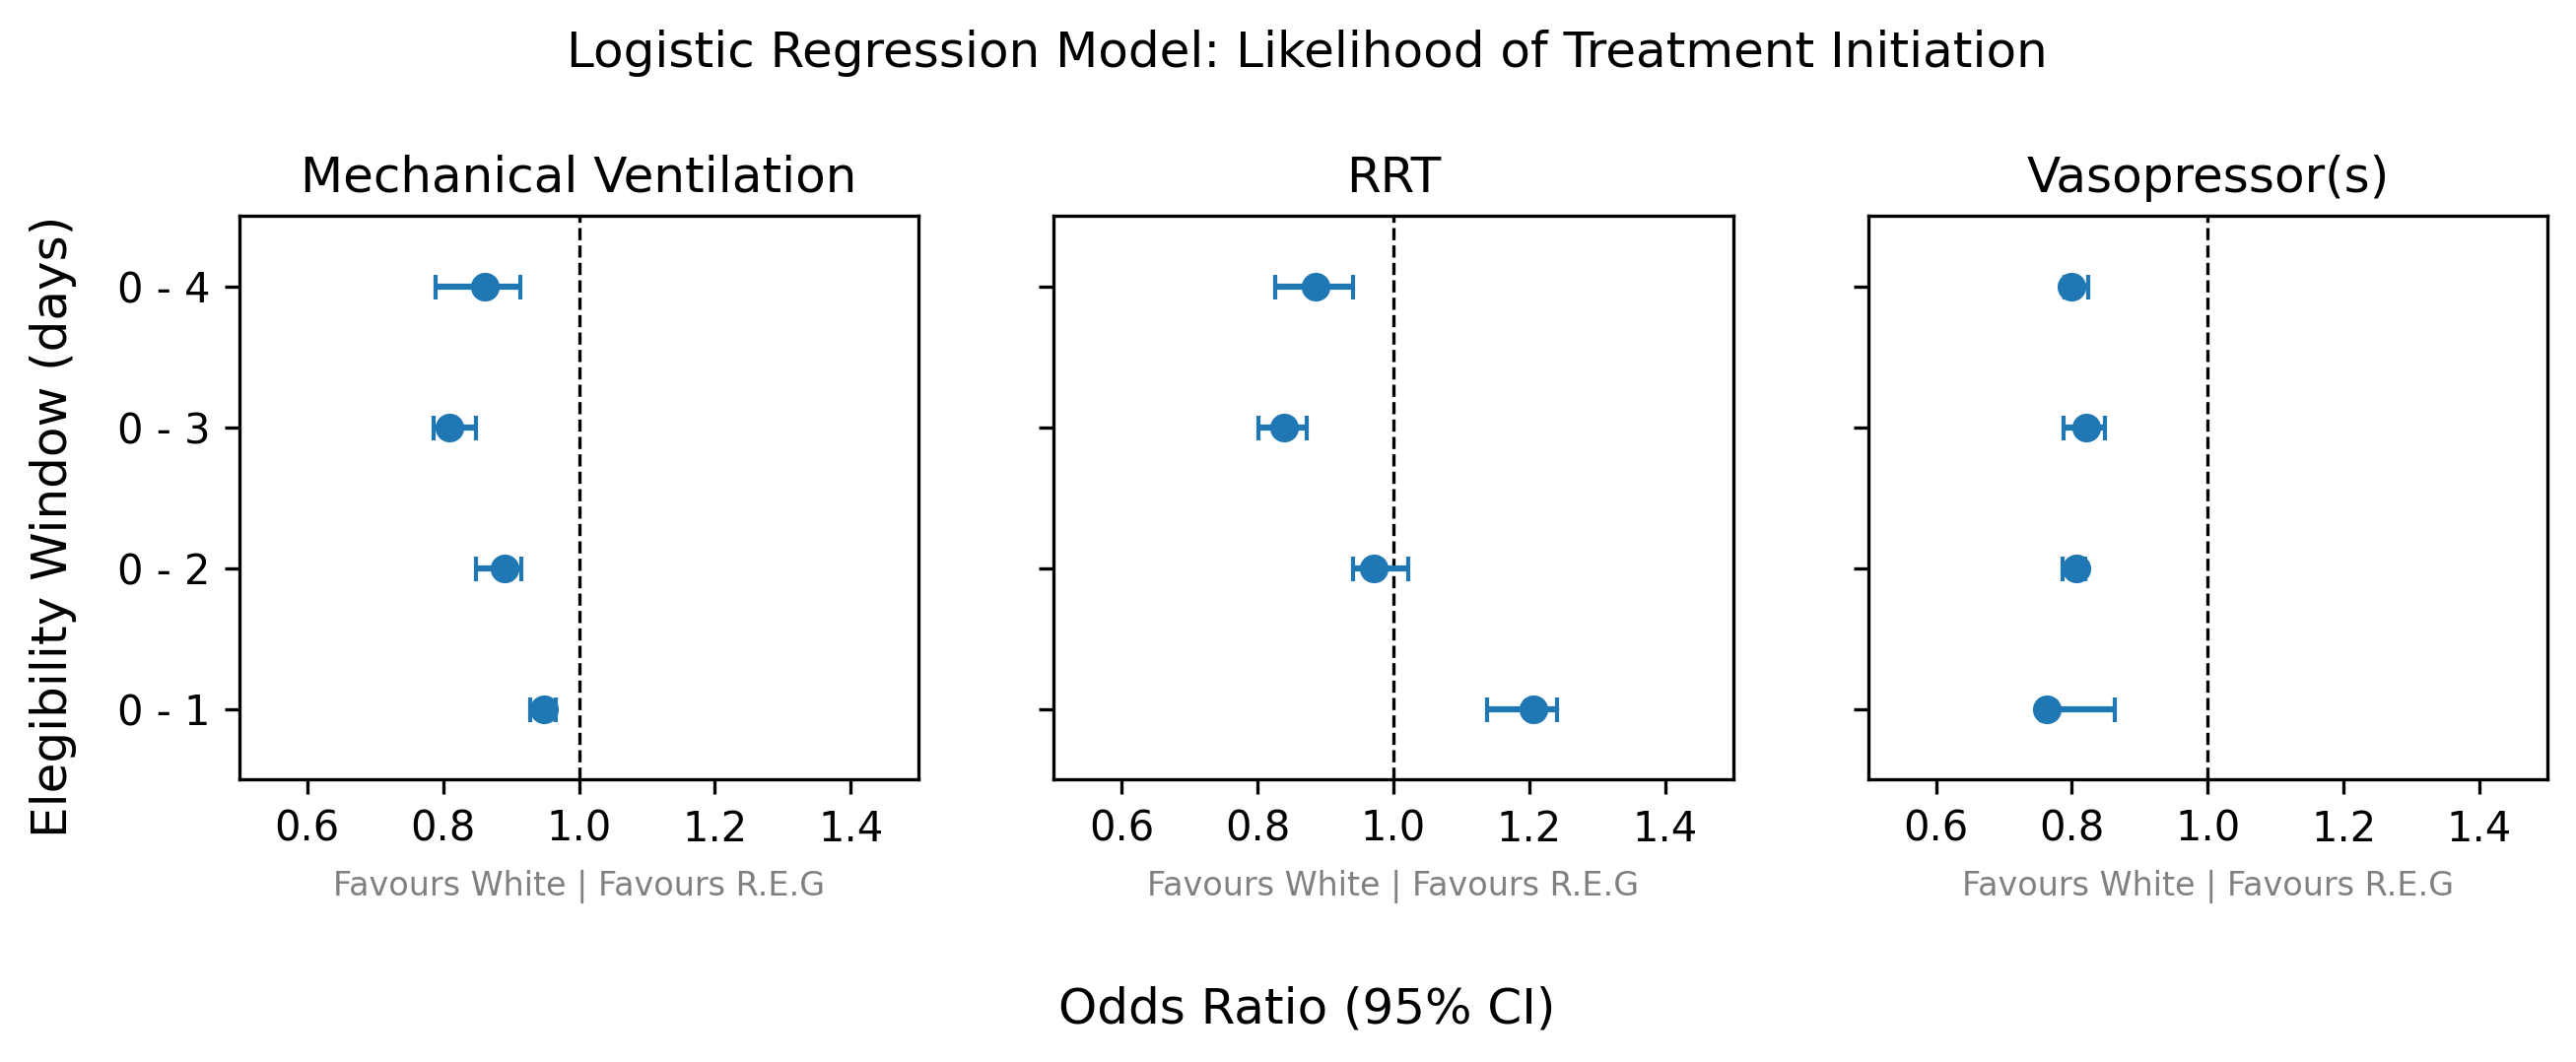 Logistic Regression Model: Likelihood of Treatment Initiation
Mechanical Ventilation
RRT
Vasopressor(s)
Elegibility Window (days)
0 - 4
0 - 3
0 - 2
0 - 1
0.6 0.8 1.0 1.2 1.4
0.6 0.8 1.0 1.2 1.4
0.6 0.8 1.0 1.2 1.4
Favours White | Favours R.E.G
Favours White | Favours R.E.G
Favours White | Favours R.E.G
Odds Ratio (95% CI)